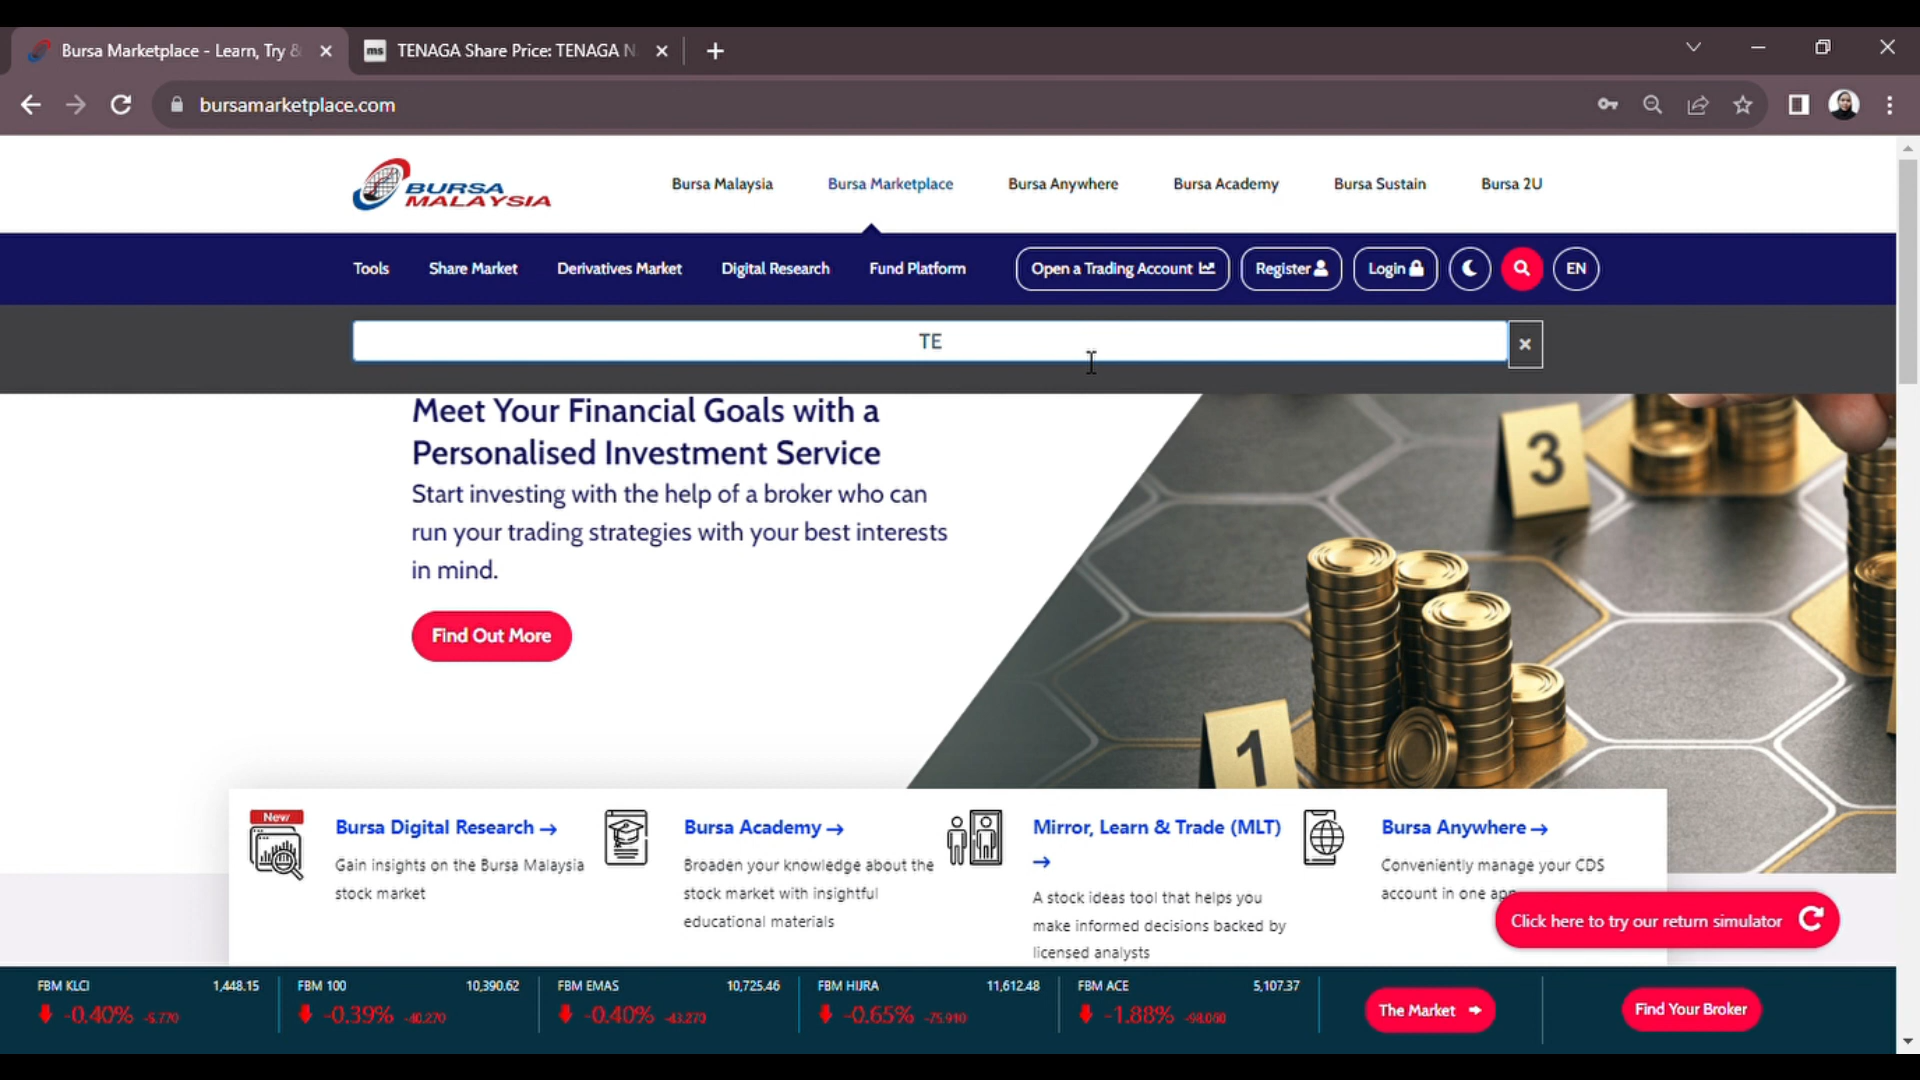 Bursa Marketplace - Learn, Try &
ms
TENAGA Share Price: TENAGA N
bursamarketplace.com
BURSA
MALAYSIA
Bursa Malaysia
Bursa Marketplace
Bursa Anywhere
Bursa Academy
Bursa Sustain
Bursa 2U
Tools
Share Market
Derivatives Market
Digital Research
Fund Platform
Open a Trading Account
Register
Login
EN
TE
Meet Your Financial Goals with a
Personalised Investment Service
Start investing with the help of a broker who can
run your trading strategies with your best interests
in mind.
Find Out More
3
1
New
Bursa Digital Research →
Gain insights on the Bursa Malaysia
stock market
Bursa Academy →
Broaden your knowledge about the
stock market with insightful
educational materials
Mirror, Learn & Trade (MLT)
→
A stock ideas tool that helps you
make informed decisions backed by
licensed analysts
Bursa Anywhere →
Conveniently manage your CDS
account in one app
Click here to try our return simulator
FBM KLCI 1,448.15
-0.40% -5.770
FBM 100 10,390.62
-0.39% -40.270
FBM EMAS 10,725.46
-0.40% -43.270
FBM HIJRA 11,612.48
-0.65% -75.910
FBM ACE 5,107.37
-1.88% -98.060
The Market
Find Your Broker